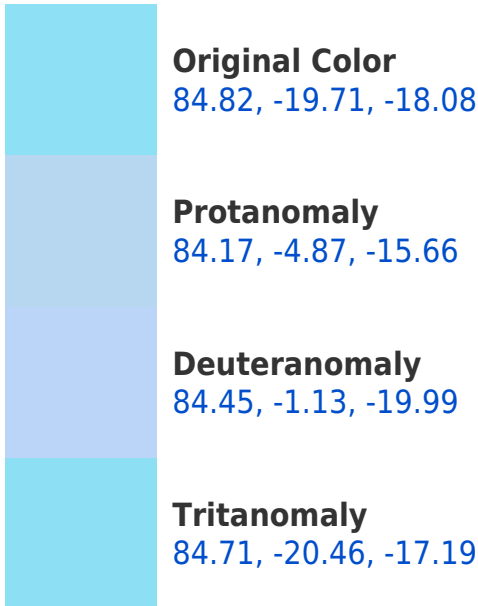 Original Color
84.82, -19.71, -18.08
Protanomaly
84.17, -4.87, -15.66
Deuteranomaly
84.45, -1.13, -19.99
Tritanomaly
84.71, -20.46, -17.19